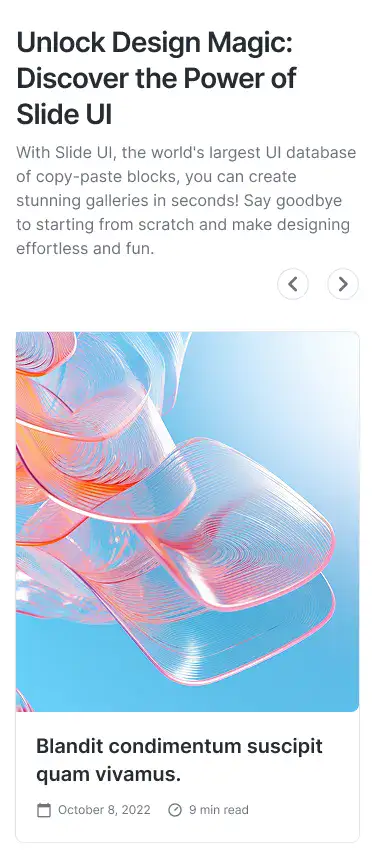 Unlock Design Magic:
Discover the Power of
Slide UI
With Slide UI, the world's largest UI database
of copy-paste blocks, you can create
stunning galleries in seconds! Say goodbye
to starting from scratch and make designing
effortless and fun.
Blandit condimentum suscipit
quam vivamus.
October 8, 2022 9 min read